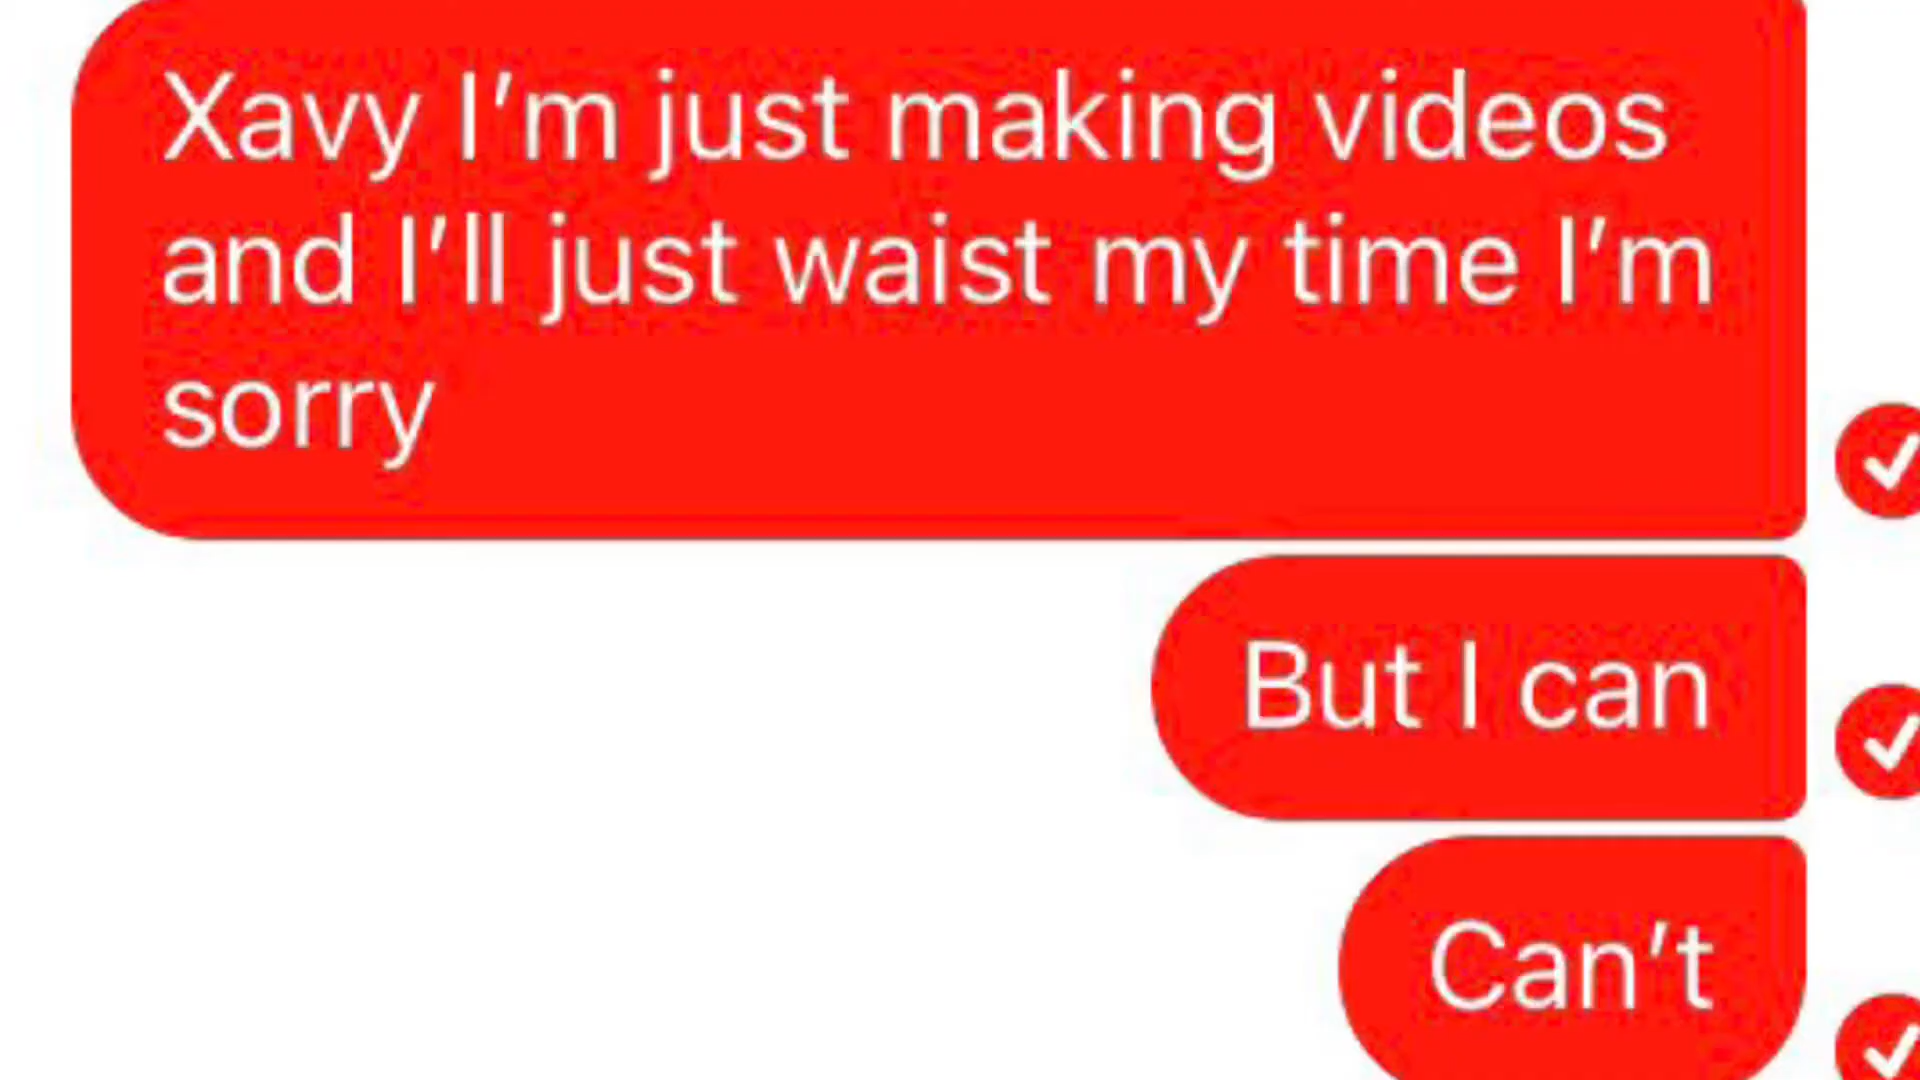 Xavy I’m just making videos
and I’ll just waist my time I’m
sorry
But I can
Can’t